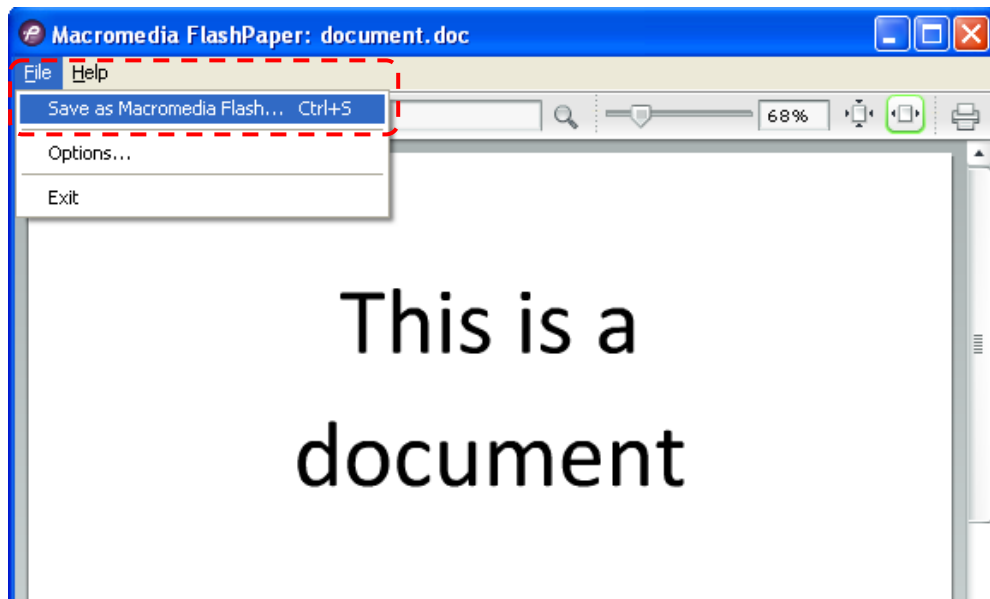 Macromedia FlashPaper: document.doc
File Help
Save as Macromedia Flash... Ctrl+S
68%
Options...
Exit
This is a
document